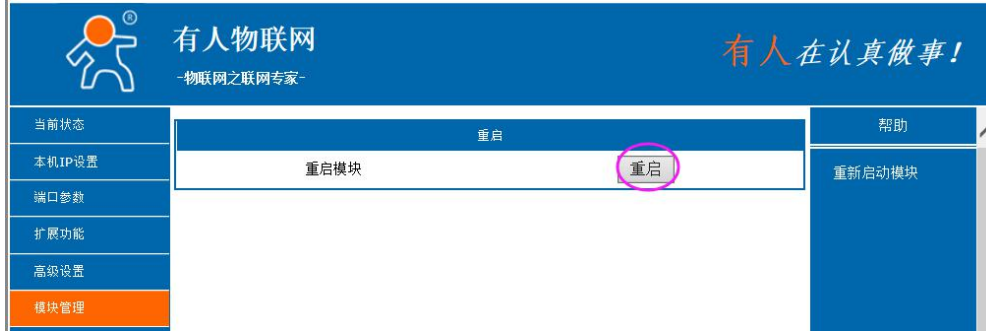 ®
有人物联网
-物联网之联网专家-
有人在认真做事!
当前状态
本机IP设置
端口参数
扩展功能
高级设置
模块管理
重启
重启模块
重启
帮助
重新启动模块